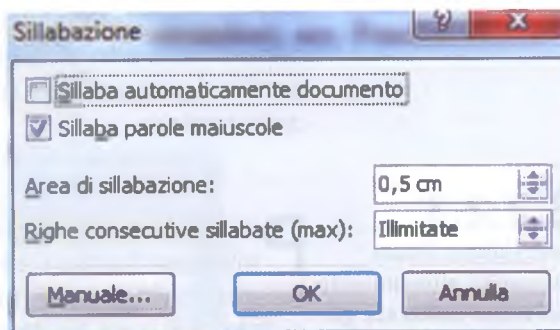 Sillabazione ?
Sillaba automaticamente documento
Sillaba parole maiuscole
Area di sillabazione: 0,5 cm
Righe consecutive sillabate (max): Illimitate
Manuale... OK Annulla